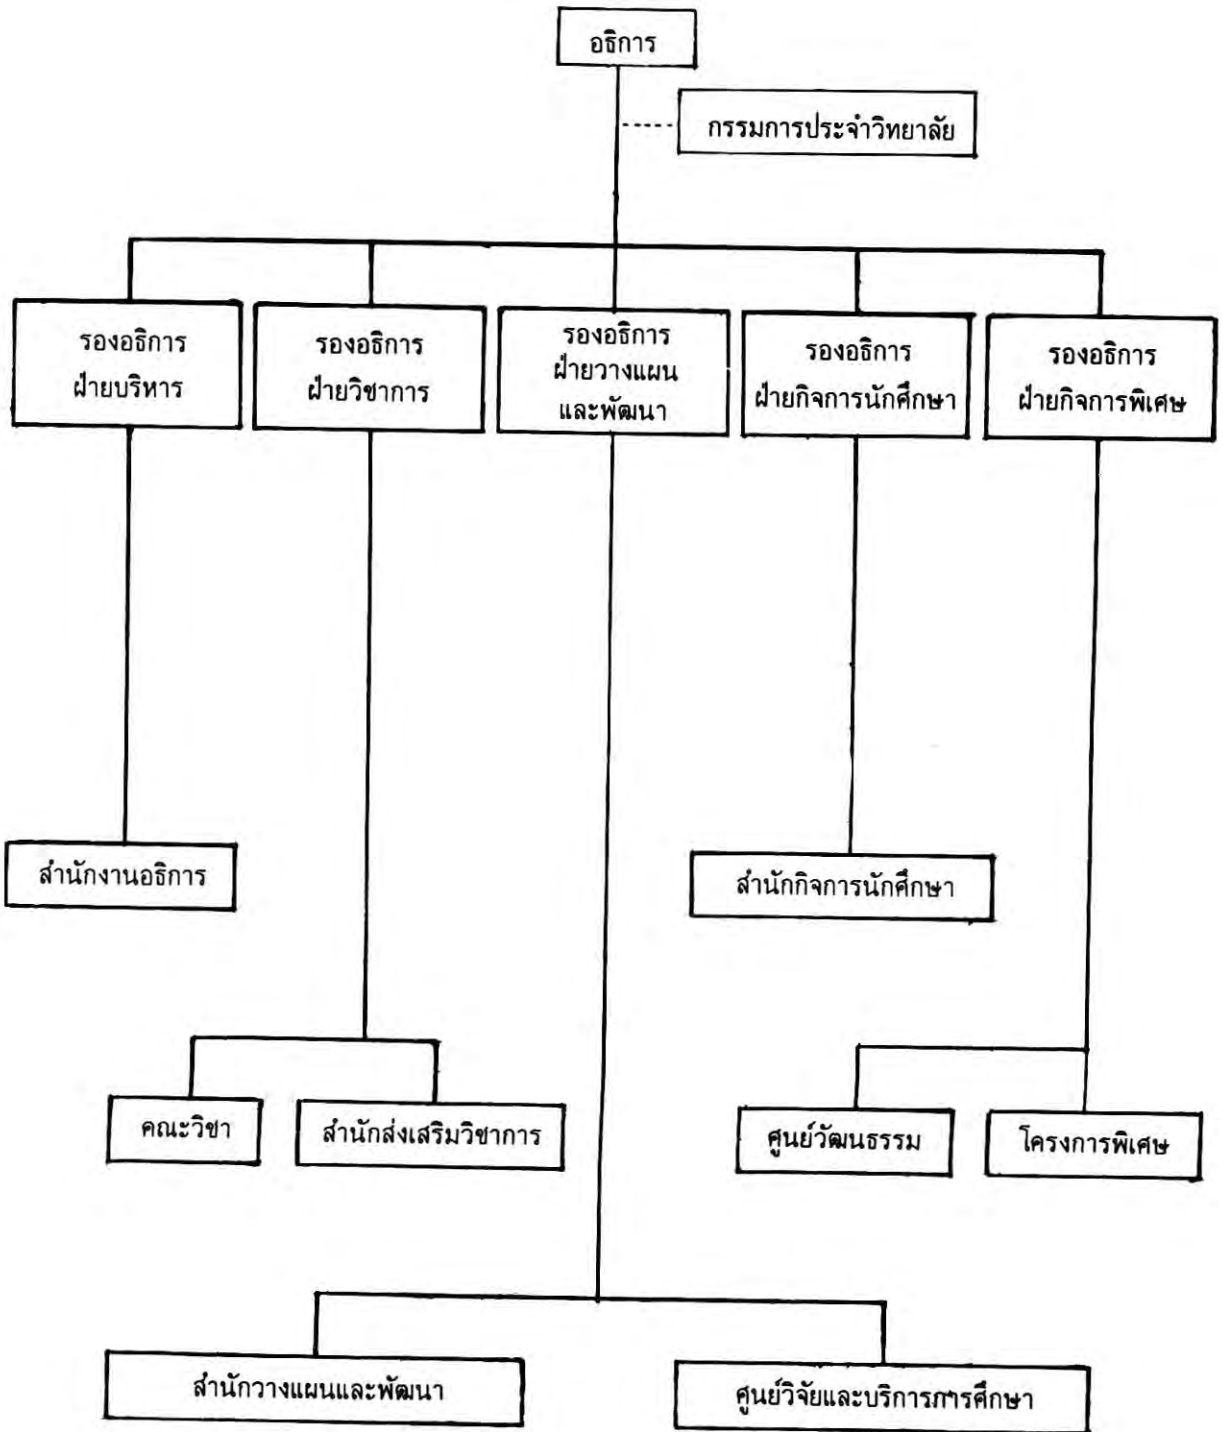 อธิการ
กรรมการประจำวิทยาลัย
รองอธิการ
ฝ่ายบริหาร
รองอธิการ
ฝ่ายวิชาการ
รองอธิการ
ฝ่ายวางแผน
และพัฒนา
รองอธิการ
ฝ่ายกิจการนักศึกษา
รองอธิการ
ฝ่ายกิจการพิเศษ
สำนักงานอธิการ
สำนักกิจการนักศึกษา
คณะวิชา
สำนักส่งเสริมวิชาการ
ศูนย์วัฒนธรรม
โครงการพิเศษ
สำนักวางแผนและพัฒนา
ศูนย์วิจัยและบริการการศึกษา